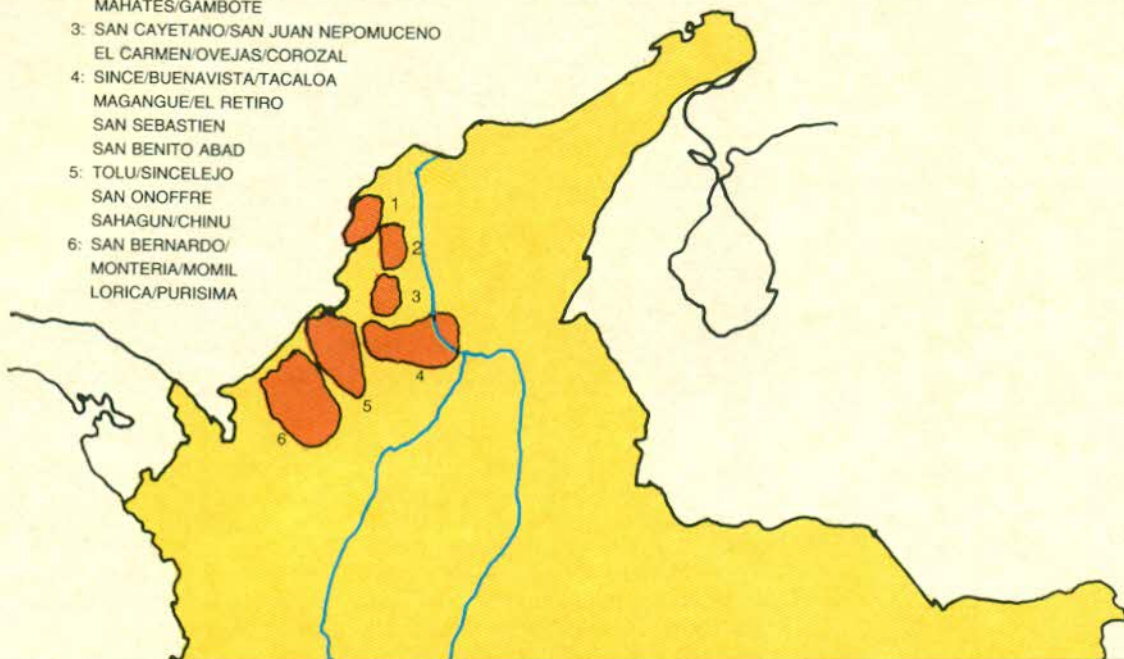 MAHATES/GAMBOTE
3: SAN CAYETANO/SAN JUAN NEPOMUCENO
EL CARMEN/OVEJAS/COROZAL
4: SINCE/BUENAVISTA/TACALOA
MAGANGUE/EL RETIRO
SAN SEBASTIEN
SAN BENITO ABAD
5: TOLU/SINCELEJO
SAN ONOFFRE
SAHAGUN/CHINU
6: SAN BERNARDO/
MONTERIA/MOMIL
LORICA/PURISIMA
1
2
3
4
5
6